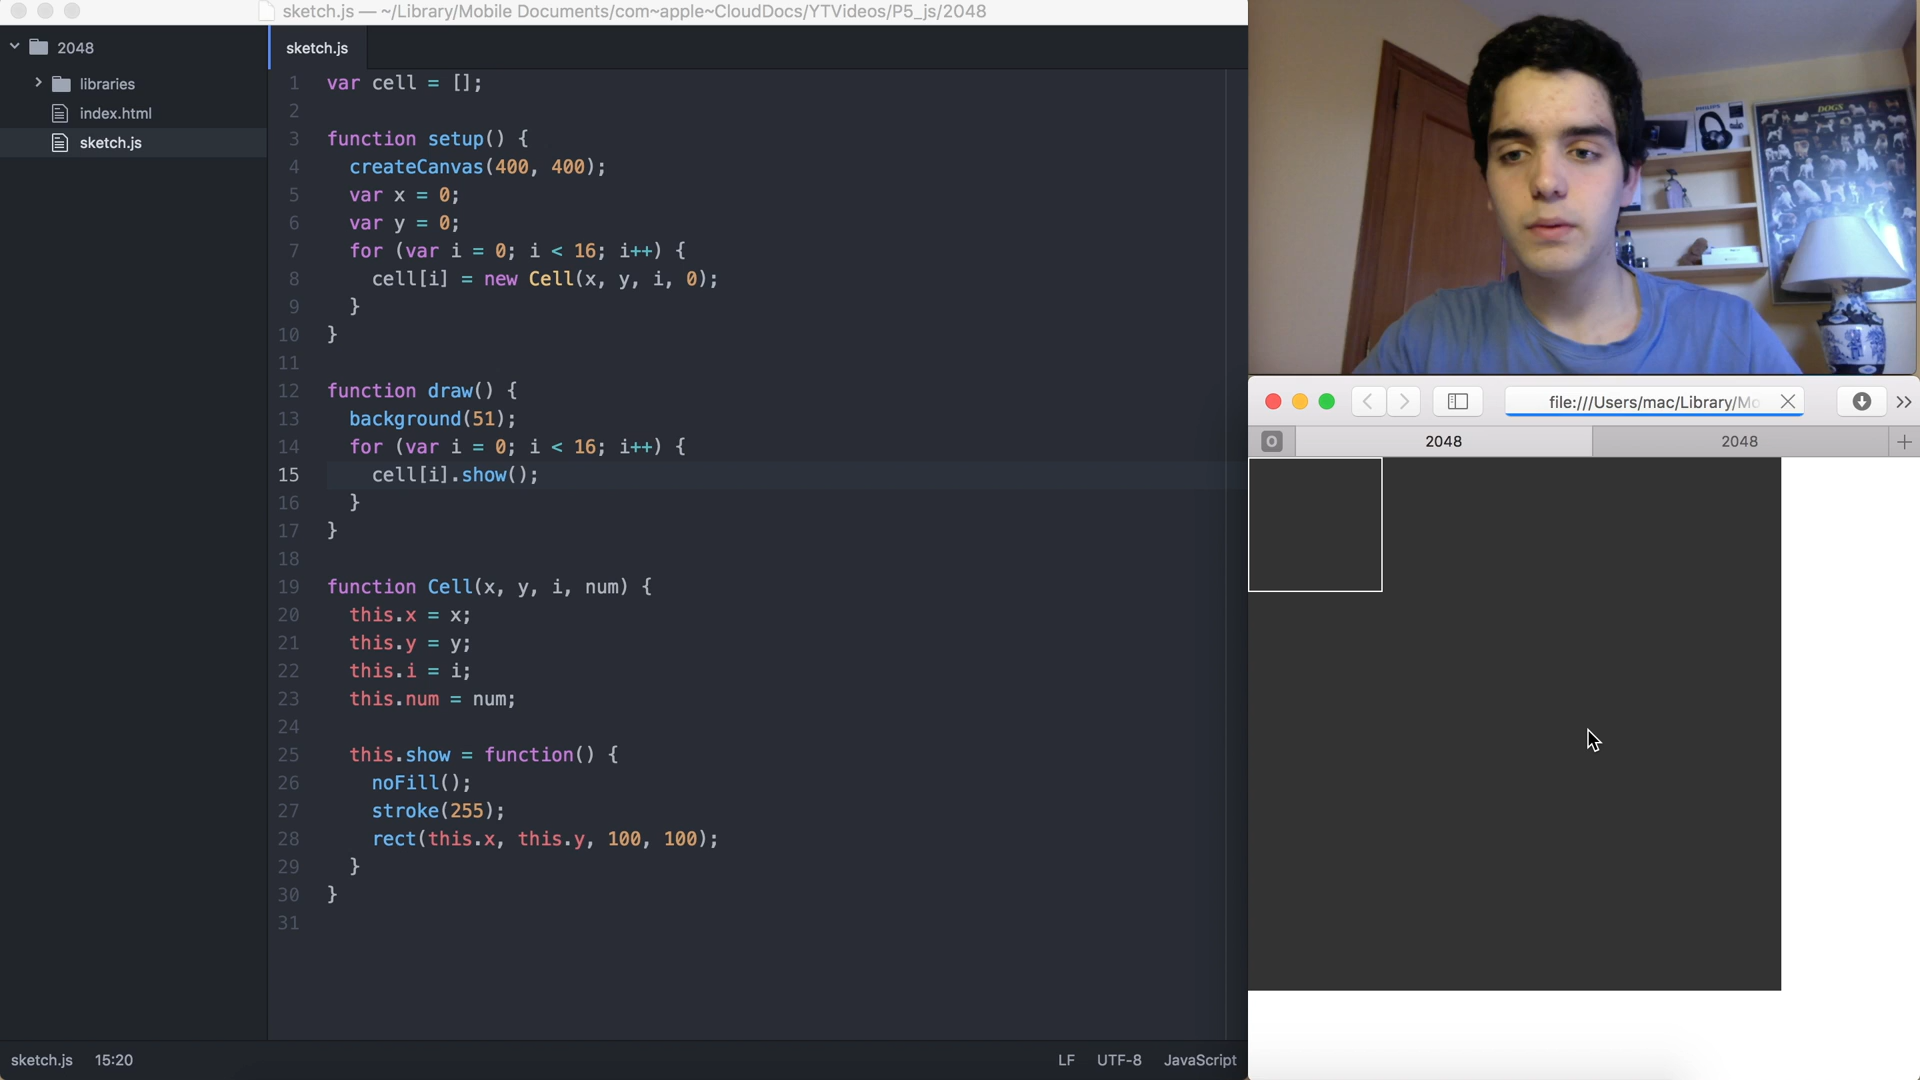 sketch.js — ~/Library/Mobile Documents/com~apple~CloudDocs/YTVideos/P5_js/2048
2048
libraries
index.html
sketch.js
sketch.js
1 var cell = [];
2
3 function setup() {
4 createCanvas(400, 400);
5 var x = 0;
6 var y = 0;
7 for (var i = 0; i < 16; i++) {
8 cell[i] = new Cell(x, y, i, 0);
9 }
10 }
11
12 function draw() {
13 background(51);
14 for (var i = 0; i < 16; i++) {
15 cell[i].show();
16 }
17 }
18
19 function Cell(x, y, i, num) {
20 this.x = x;
21 this.y = y;
22 this.i = i;
23 this.num = num;
24
25 this.show = function() {
26 noFill();
27 stroke(255);
28 rect(this.x, this.y, 100, 100);
29 }
30 }
31
sketch.js 15:20
LF UTF-8 JavaScript
PHILIPS
DOGS
file:///Users/mac/Library/Mo
O 2048 2048